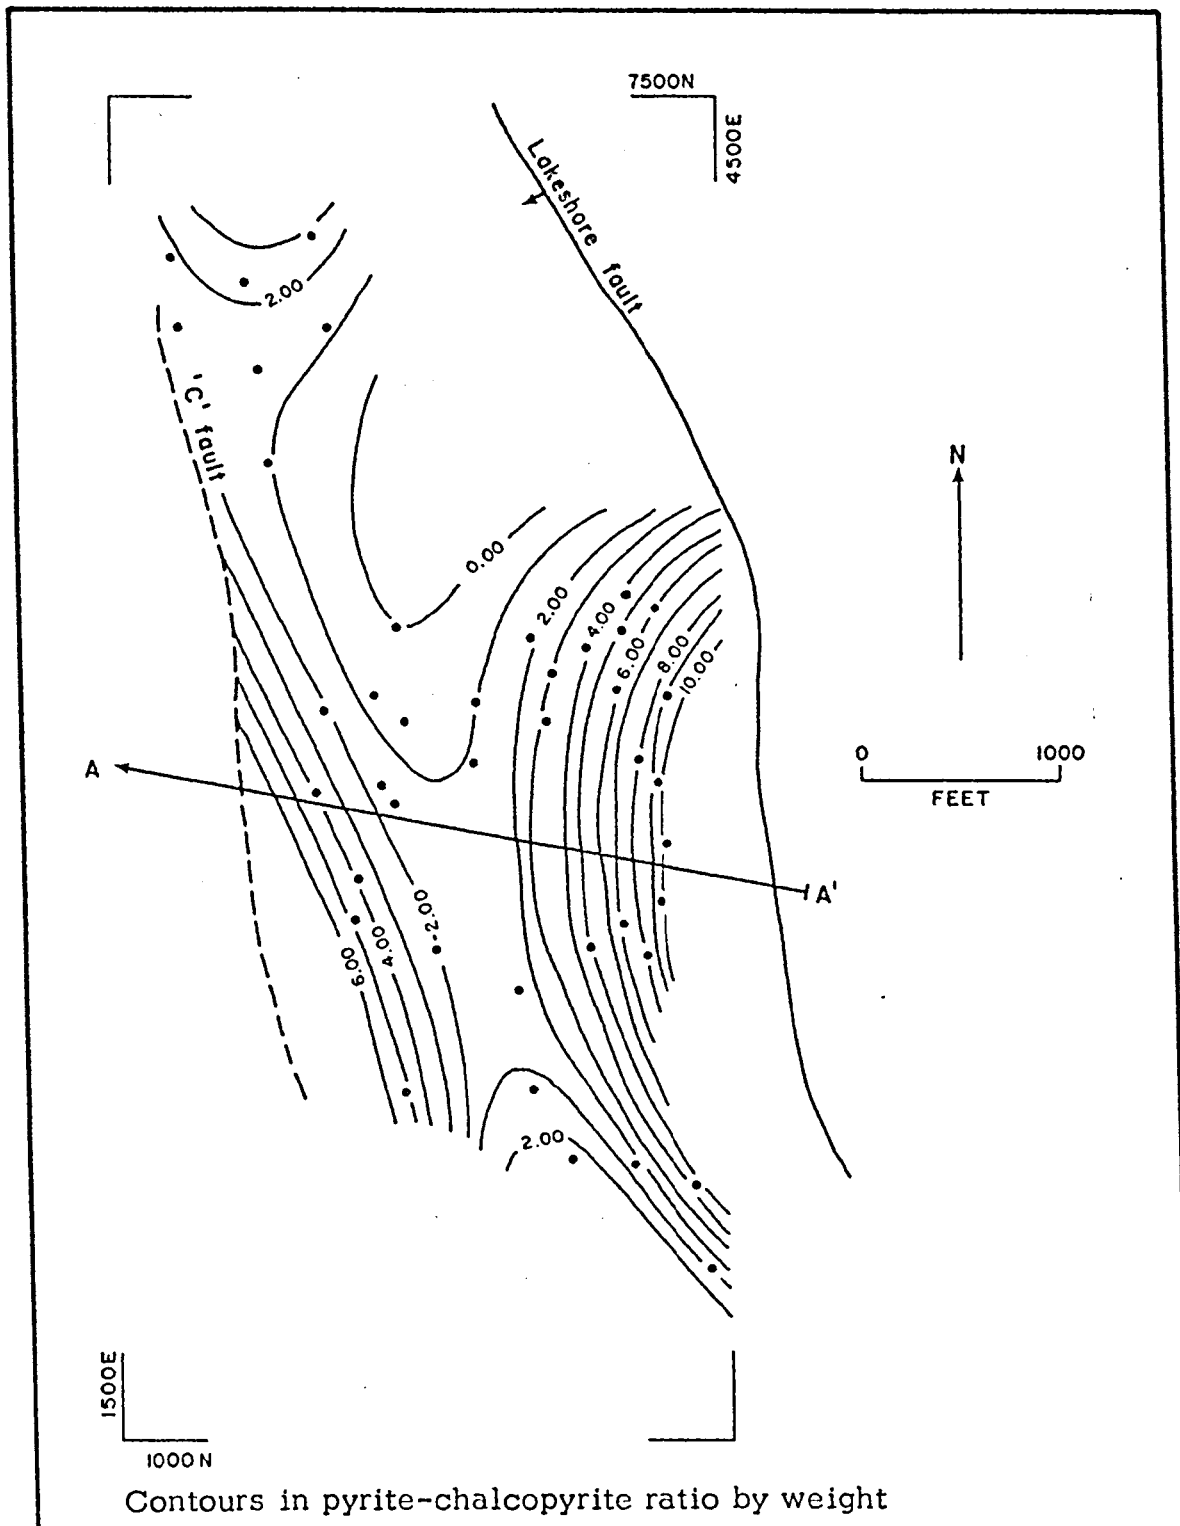 7500N
4500E
Lakeshore fault
2.00
'C' fault
N
0.00
2.00
4.00
6.00
8.00
10.00
0 1000
FEET
A
A'
2.00
4.00
6.00
2.00
1500E
1000N
Contours in pyrite-chalcopyrite ratio by weight